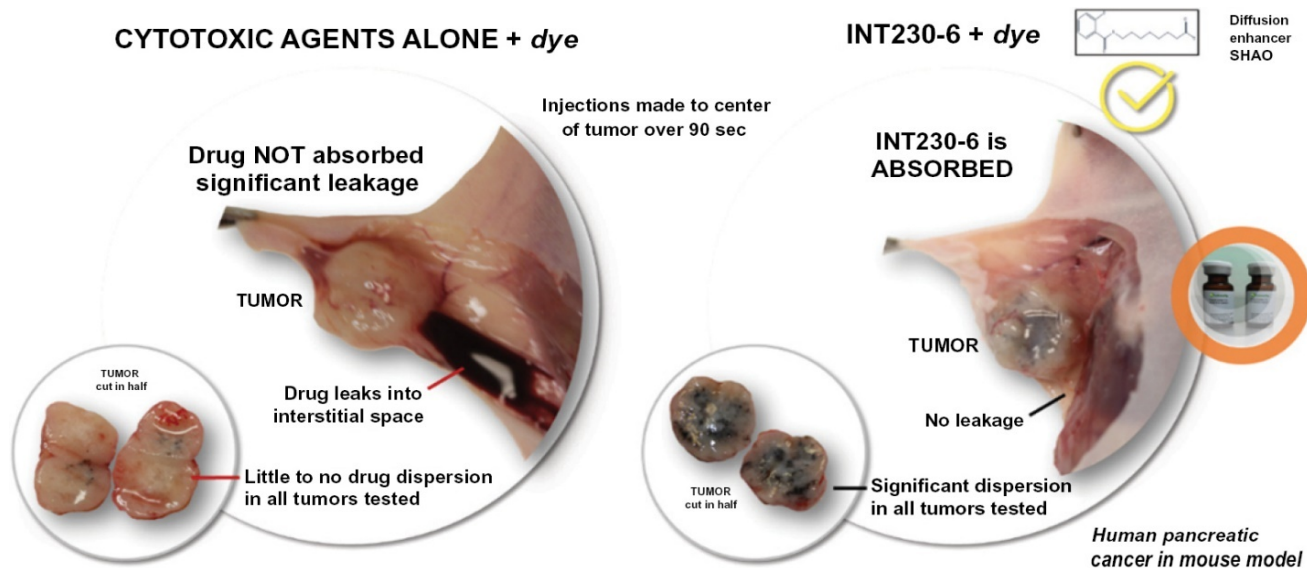 CYTOTOXIC AGENTS ALONE + dye
INT230-6 + dye
Diffusion
enhancer
SHAO
Injections made to center
of tumor over 90 sec
Drug NOT absorbed
significant leakage
INT230-6 is
ABSORBED
TUMOR
TUMOR
TUMOR
cut in half
Drug leaks into
interstitial space
No leakage
Little to no drug dispersion
in all tumors tested
TUMOR
cut in half
Significant dispersion
in all tumors tested
Human pancreatic
cancer in mouse model